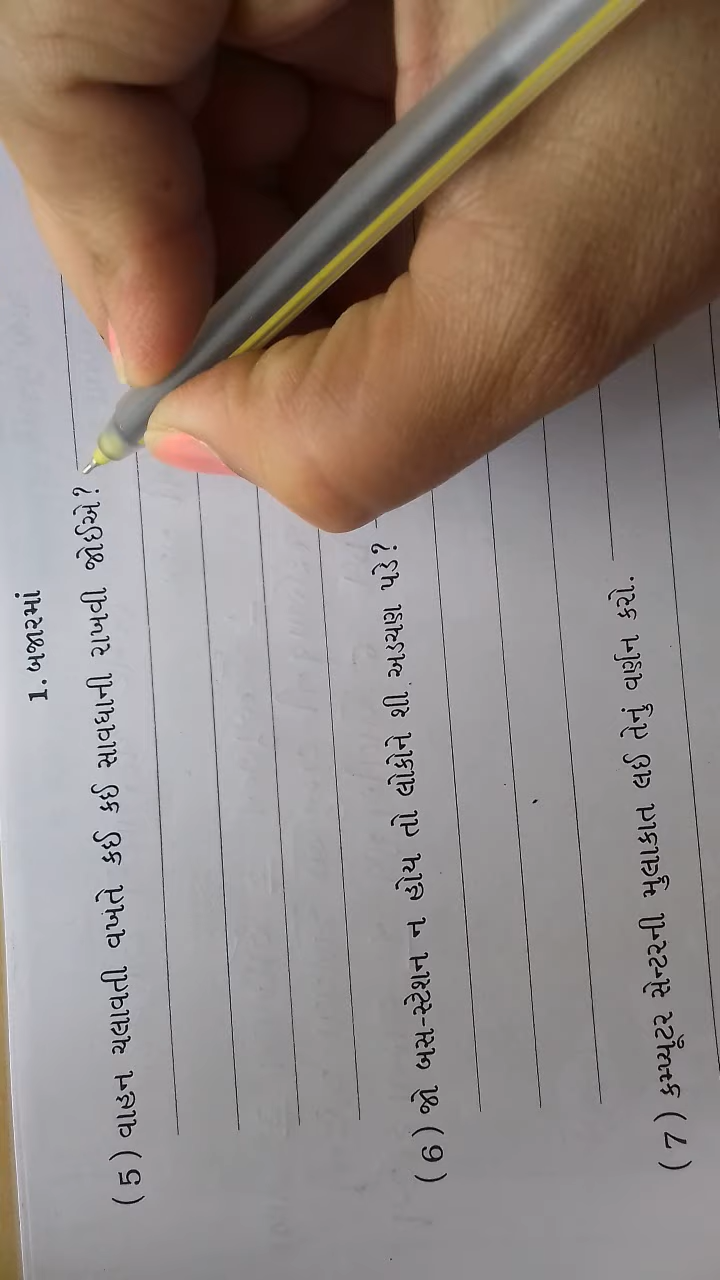 1. બજારમાં
(5) વાહન ચલાવતી વખતે કઈ કઈ સાવધાની રાખવી જોઈએ?
(6) જો બસ-સ્ટેશન ન હોય તો લોકોને શી અડચણ પડે?
(7) કમ્પ્યૂટર સેન્ટરની મુલાકાત લઈ તેનું વર્ણન કરો.